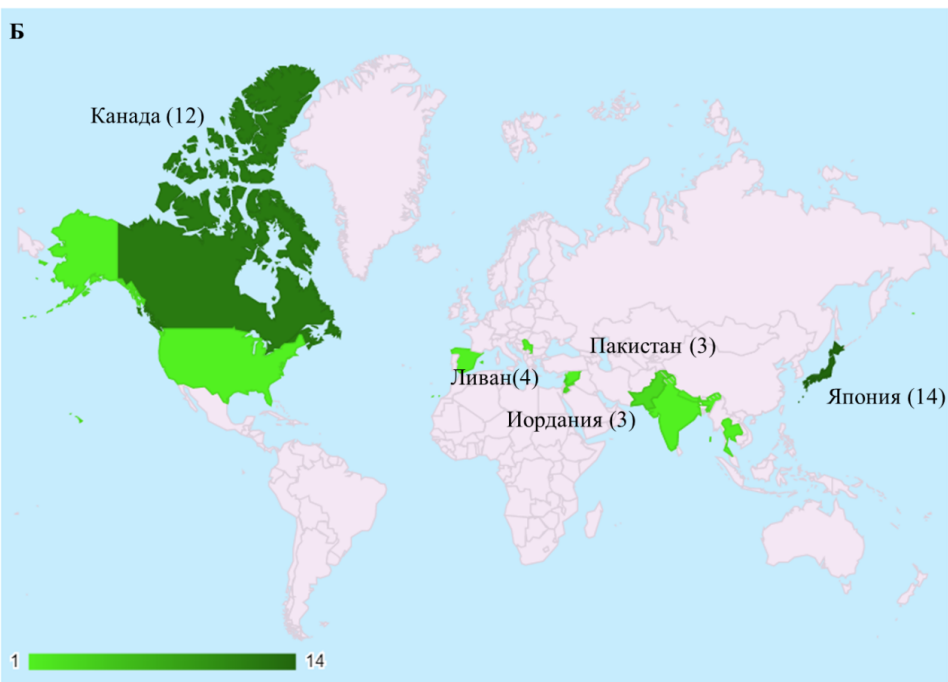 Б
Канада (12)
Пакистан (3)
Ливан(4)
Япония (14)
Иордания (3)
1
14